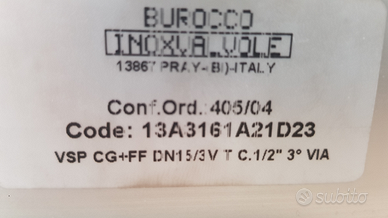 BUROCCO
INOXVA_VOLE
13867 PRAY-(BI)-ITALY
Conf.Ord.:405/04
Code: 13A3161A21D23
VSP CG+FF DN15/3V T C.1/2" 3° VIA
subito